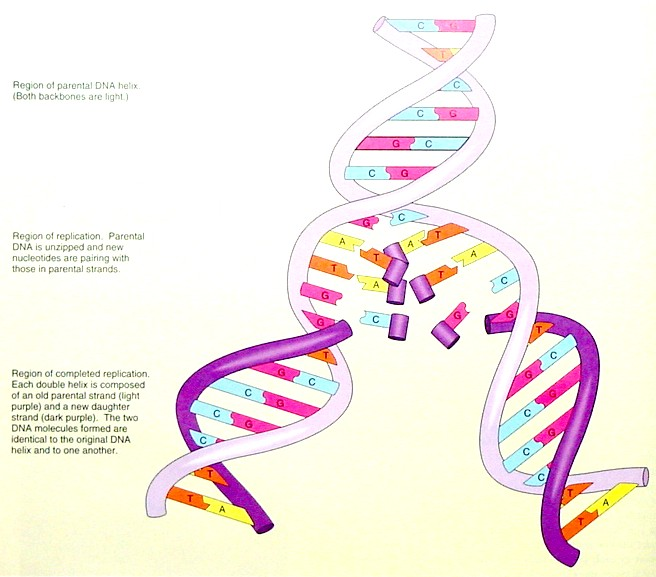 C G
T
C
Region of parental DNA helix.
(Both backbones are light.)
C G
G C
C G
G C
Region of replication. Parental
DNA is unzipped and new
nucleotides are pairing with
those in parental strands.
A A T
T T A
T A T C
G
C G G
G T
T C
Region of completed replication.
Each double helix is composed
of an old parental strand (light
purple) and a new daughter
strand (dark purple). The two
DNA molecules formed are
identical to the original DNA
helix and to one another.
G C G
C G C G
C G C G
C C
T T
T A T A